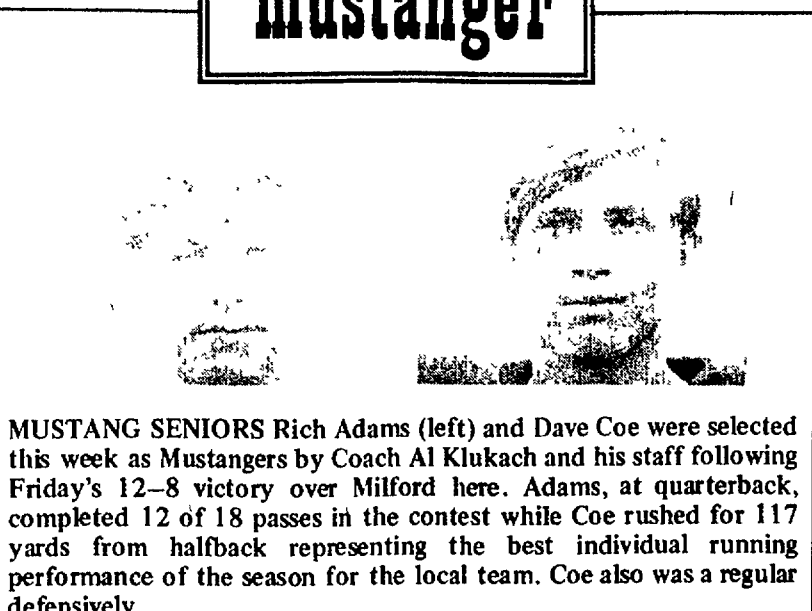 Mustanger
MUSTANG SENIORS Rich Adams (left) and Dave Coe were selected
this week as Mustangers by Coach Al Klukach and his staff following
Friday's 12–8 victory over Milford here. Adams, at quarterback,
completed 12 of 18 passes in the contest while Coe rushed for 117
yards from halfback representing the best individual running
performance of the season for the local team. Coe also was a regular
defensively